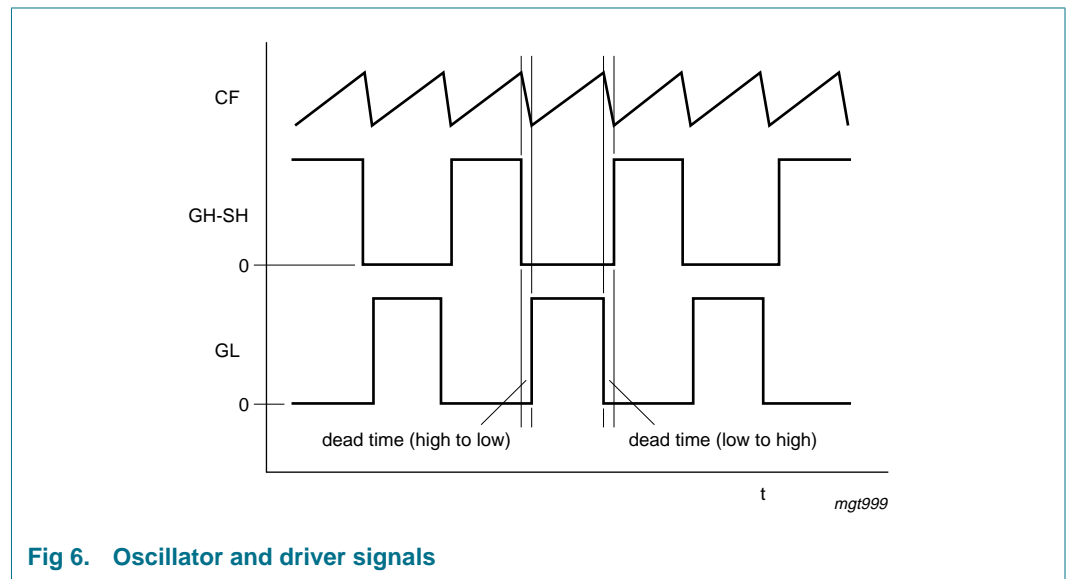 CF
GH-SH
0
GL
0
dead time (high to low)
dead time (low to high)
t
mgt999
Fig 6. Oscillator and driver signals